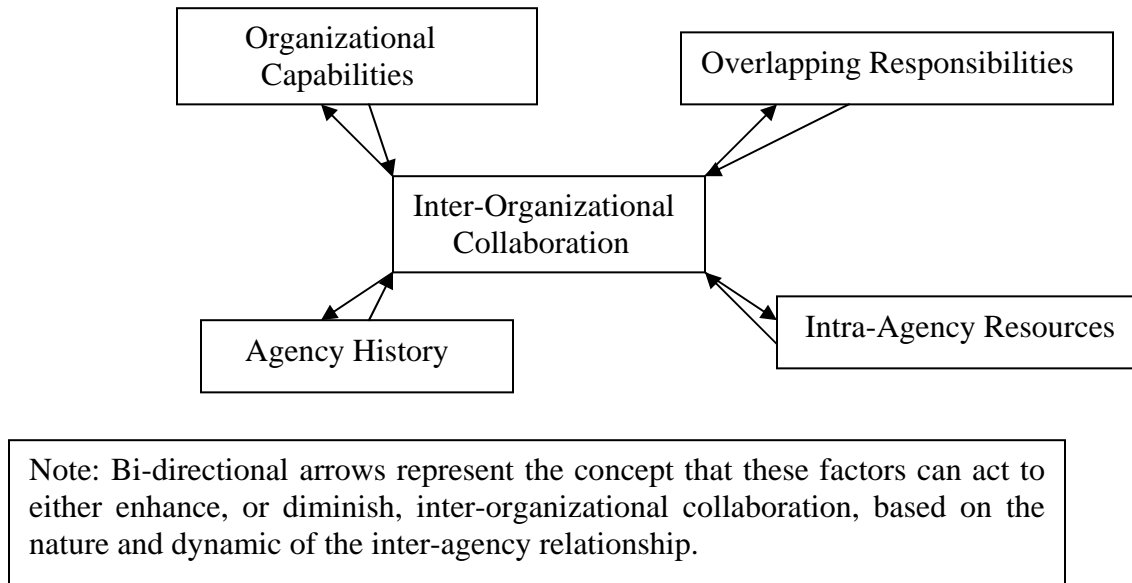 Organizational
Capabilities
Overlapping Responsibilities
Inter-Organizational
Collaboration
Agency History
Intra-Agency Resources
Note: Bi-directional arrows represent the concept that these factors can act to
either enhance, or diminish, inter-organizational collaboration, based on the
nature and dynamic of the inter-agency relationship.